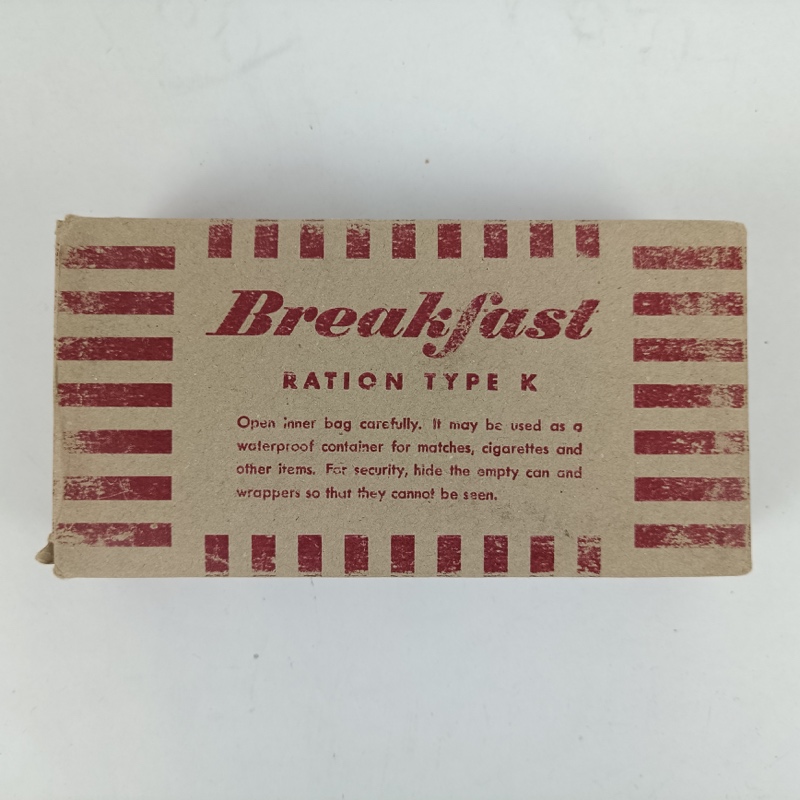 Breakfast
RATION TYPE K
Open inner bag carefully. It may be used as a
waterproof container for matches, cigarettes and
other items. For security, hide the empty can and
wrappers so that they cannot be seen.